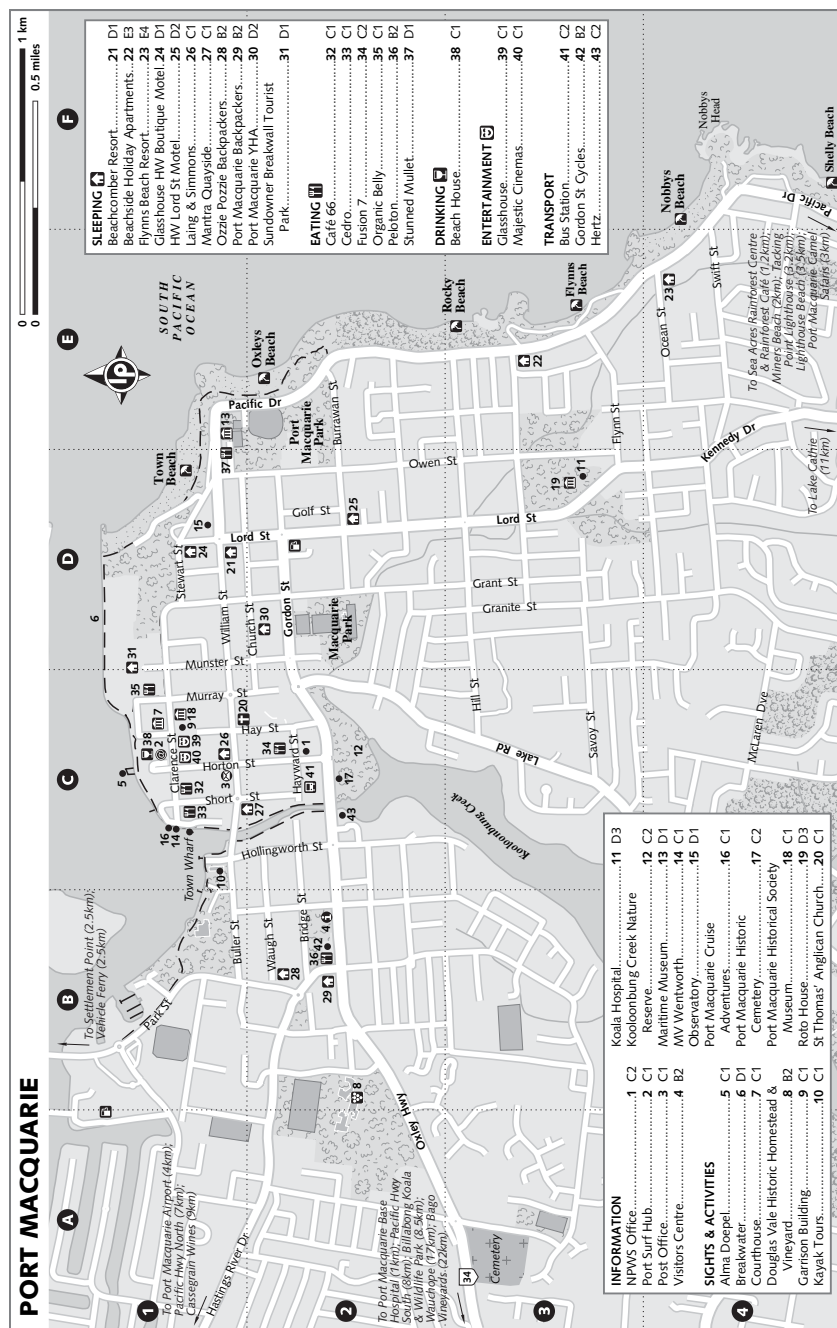 PORT MACQUARIE
0 1 km
0 0.5 miles
A
B
C
D
E
F
1
2
3
4
SLEEPING
Beachcomber Resort 21 D1
Beachside Holiday Apartments 22 E3
Flynns Beach Resort 23 E4
Glasshouse HW Boutique Motel 24 D1
HW Lord St Motel 25 D2
Laing & Simmons 26 C1
Mantra Quayside 27 C1
Ozzie Pozzie Backpackers 28 B2
Port Macquarie Backpackers 29 B2
Port Macquarie YHA 30 D2
Sundowner Breakwall Tourist
Park 31 D1
EATING
Café 66 32 C1
Cedro 33 C1
Fusion 7 34 C2
Organic Belly 35 C1
Peloton 36 B2
Stunned Mullet 37 D1
DRINKING
Beach House 38 C1
ENTERTAINMENT
Glasshouse 39 C1
Majestic Cinemas 40 C1
TRANSPORT
Bus Station 41 C2
Gordon St Cycles 42 B2
Hertz 43 C2
INFORMATION
NPWS Office 1 C2
Port Surf Hub 2 C1
Post Office 3 C1
Visitors Centre 4 B2
SIGHTS & ACTIVITIES
Alma Doepel 5 C1
Breakwater 6 D1
Courthouse 7 C1
Douglas Vale Historic Homestead &
Vineyard 8 B2
Garrison Building 9 C1
Kayak Tours 10 C1
Koala Hospital 11 D3
Kooloonbung Creek Nature
Reserve 12 C2
Maritime Museum 13 D1
MV Wentworth 14 C1
Observatory 15 D1
Port Macquarie Cruise
Adventures 16 C1
Port Macquarie Historic
Cemetery 17 C2
Port Macquarie Historical Society
Museum 18 C1
Roto House 19 D3
St Thomas' Anglican Church 20 C1
To Port Macquarie Airport (4km);
Pacific Hwy North (7km);
Cassegrain Wines (9km)
Hastings River Dr
To Settlement Point (2.5km);
Vehicle Ferry (2.5km)
Park St
Town Wharf
Buller St
Hollingworth St
Waugh St
Bridge St
Short St
Horton St
Clarence St
Hay St
Murray St
Munster St
William St
Church St
Hayward St
Gordon St
Stewart St
Lord St
Golf St
Grant St
Granite St
Owen St
Burrawan St
Pacific Dr
Town
Beach
Oxleys
Beach
SOUTH
PACIFIC
OCEAN
LP
Port
Macquarie
Park
Macquarie
Park
Rocky
Beach
Flynns
Beach
Nobbys
Beach
Nobbys
Head
Shelly Beach
Pacific Dr
Swift St
Ocean St
Flynn St
Kennedy Dr
Lord St
Hill St
Savoy St
Lake Rd
McLaren Dve
Kooloonbung Creek
Oxley Hwy
34
Cemetery
To Port Macquarie Base
Hospital (1km); Pacific Hwy
South (8km); Billabong Koala
& Wildlife Park (8.5km);
Wauchope (17km); Bago
Vineyards (22km)
To Lake Cathie
(11km)
To Sea Acres Rainforest Centre
& Rainforest Café (1.2km);
Miners Beach (2km); Tacking
Point Lighthouse (3.2km);
Lighthouse Beach (3.5km);
Port Macquarie Camel
Safaris (3km)